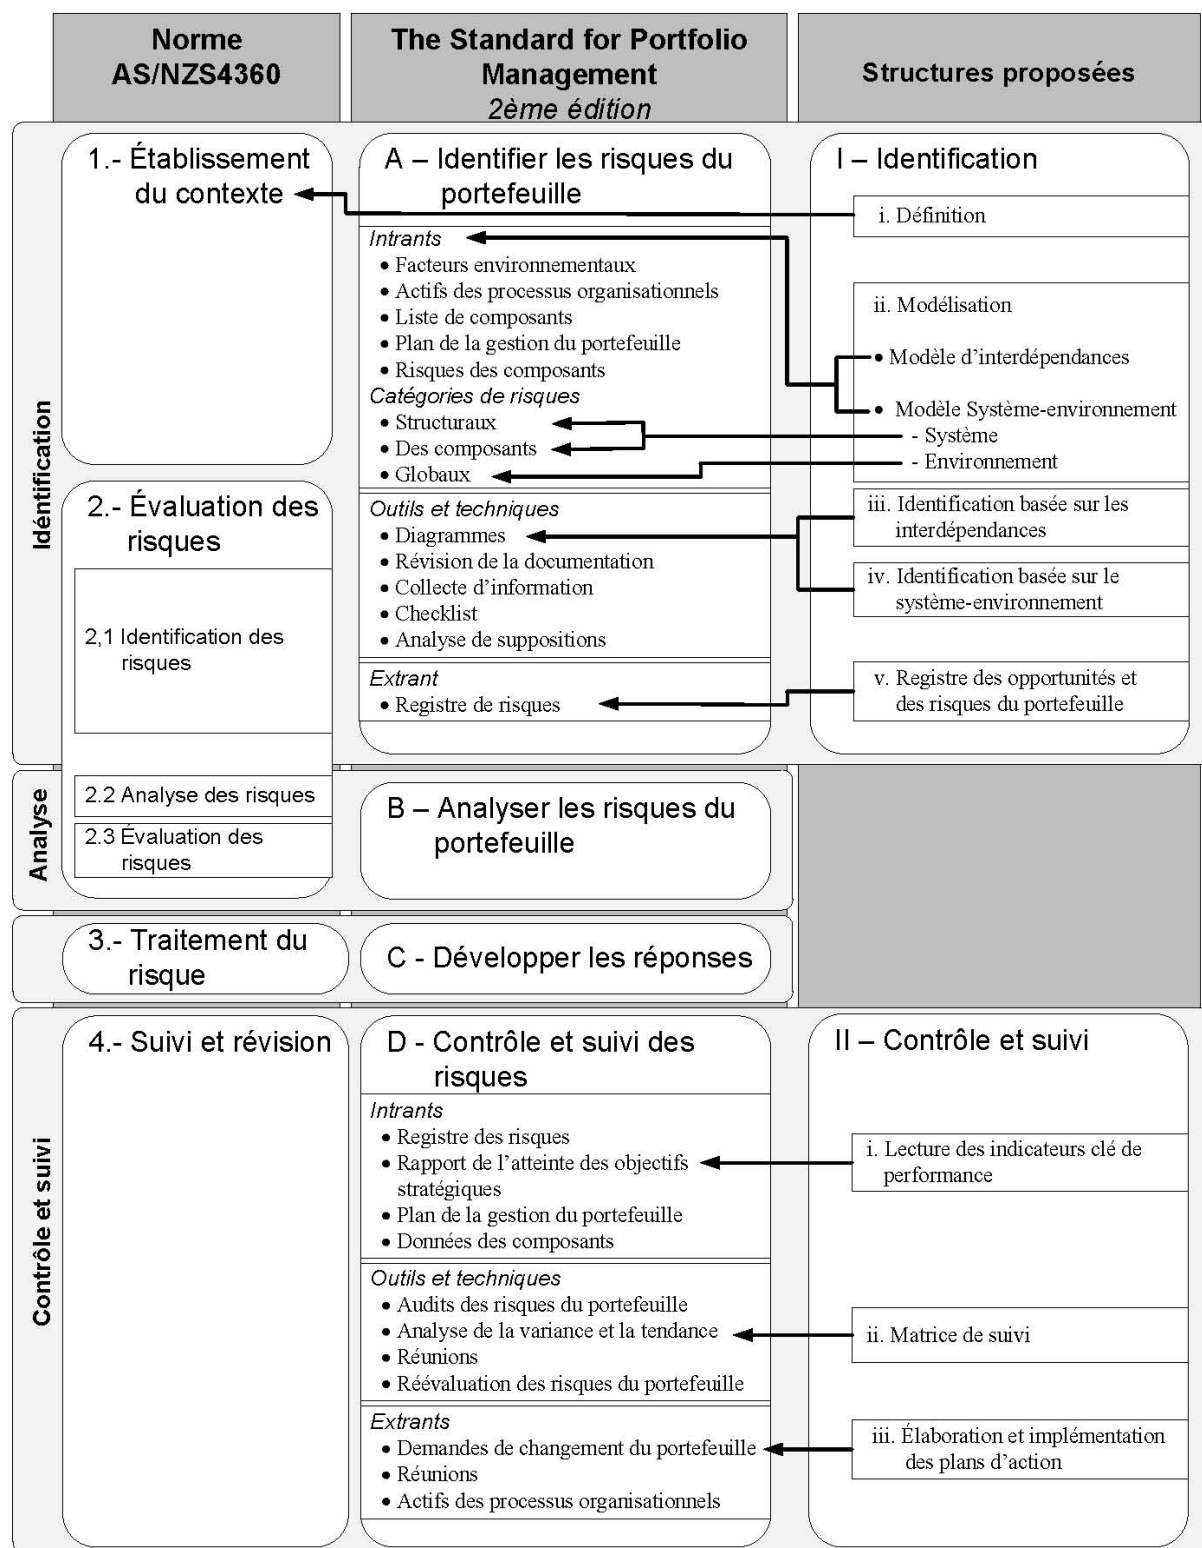 Norme
AS/NZS4360
The Standard for Portfolio
Management
2ème édition
Structures proposées
Idéntification
1.- Établissement
du contexte
2.- Évaluation des
risques
2,1 Identification des
risques
A – Identifier les risques du
portefeuille
Intrants
• Facteurs environmentaux
• Actifs des processus organisationnels
• Liste de composants
• Plan de la gestion du portefeuille
• Risques des composants
Catégories de risques
• Structuraux
• Des composants
• Globaux
Outils et techniques
• Diagrammes
• Révision de la documentation
• Collecte d'information
• Checklist
• Analyse de suppositions
Extrant
• Registre de risques
I – Identification
i. Définition
ii. Modélisation
• Modèle d'interdépendances
• Modèle Système-environnement
- Système
- Environnement
iii. Identification basée sur les
interdépendances
iv. Identification basée sur le
système-environnement
v. Registre des opportunités et
des risques du portefeuille
Analyse
2.2 Analyse des risques
2.3 Évaluation des
risques
B – Analyser les risques du
portefeuille
3.- Traitement du
risque
C - Développer les réponses
Contrôle et suivi
4.- Suivi et révision
D - Contrôle et suivi des
risques
Intrants
• Registre des risques
• Rapport de l'atteinte des objectifs
stratégiques
• Plan de la gestion du portefeuille
• Données des composants
Outils et techniques
• Audits des risques du portefeuille
• Analyse de la variance et la tendance
• Réunions
• Réévaluation des risques du portefeuille
Extrants
• Demandes de changement du portefeuille
• Réunions
• Actifs des processus organisationnels
II – Contrôle et suivi
i. Lecture des indicateurs clé de
performance
ii. Matrice de suivi
iii. Élaboration et implémentation
des plans d'action